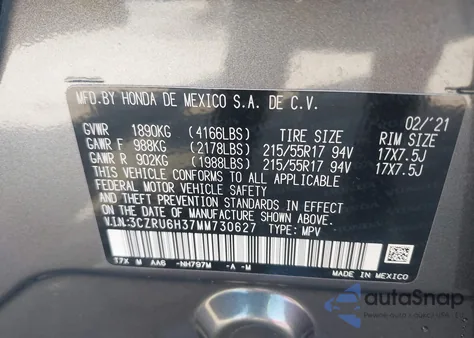 MFD.BY HONDA DE MEXICO S.A. DE C.V.
02/'21
GVWR 1890KG (4166LBS) TIRE SIZE RIM SIZE
GAWR F 988KG (2178LBS) 215/55R17 94V 17X7.5J
GAWR R 902KG (1988LBS) 215/55R17 94V 17X7.5J
THIS VEHICLE CONFORMS TO ALL APPLICABLE
FEDERAL MOTOR VEHICLE SAFETY
AND THEFT PREVENTION STANDARDS
IN EFFECT ON THE DATE OF MANUFACTURE
SHOWN ABOVE.
V.I.N:3CZRU6H37MM730627 TYPE: MPV
T7X M AA6 -NH797M -A -M
MADE IN MEXICO
autoSnap